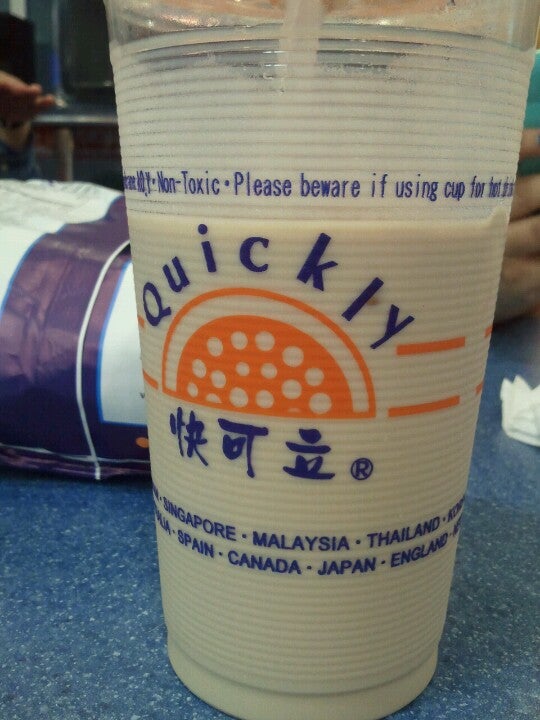 Non-Toxic · Please beware if using cup for hot
Quickly
快可立®
· SINGAPORE · MALAYSIA · THAILAND ·
· SPAIN · CANADA · JAPAN · ENGLAND ·